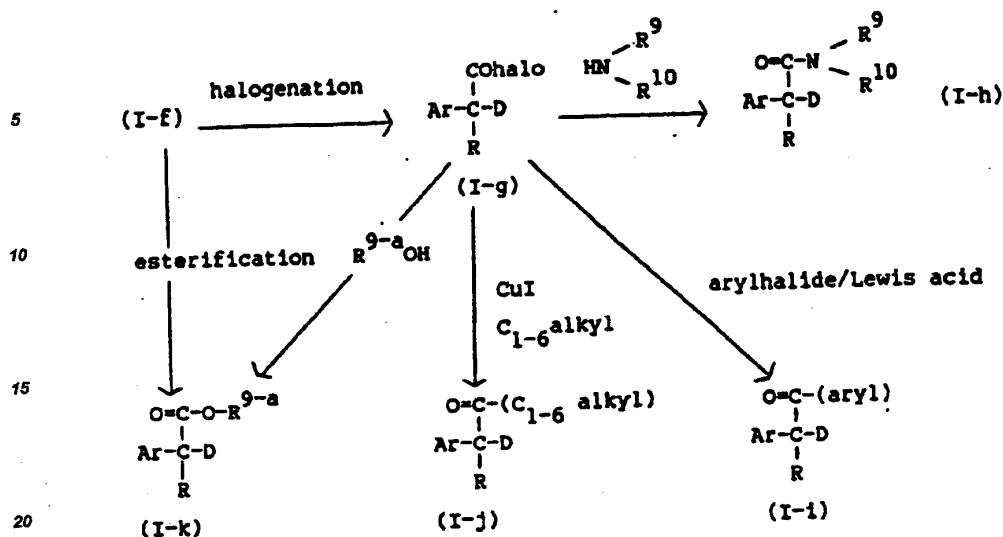 COhalo HN R⁹ R¹⁰ O=C–N R⁹ R¹⁰
halogenation
5 (I-f) Ar–C–D Ar–C–D (I-h)
R R
(I-g)
10 esterification R⁹⁻ᵃOH arylhalide/Lewis acid
CuI
C₁₋₆alkyl
15 O=C–O–R⁹⁻ᵃ O=C–(C₁₋₆ alkyl) O=C–(aryl)
Ar–C–D Ar–C–D Ar–C–D
R R R
20 (I-k) (I-j) (I-i)